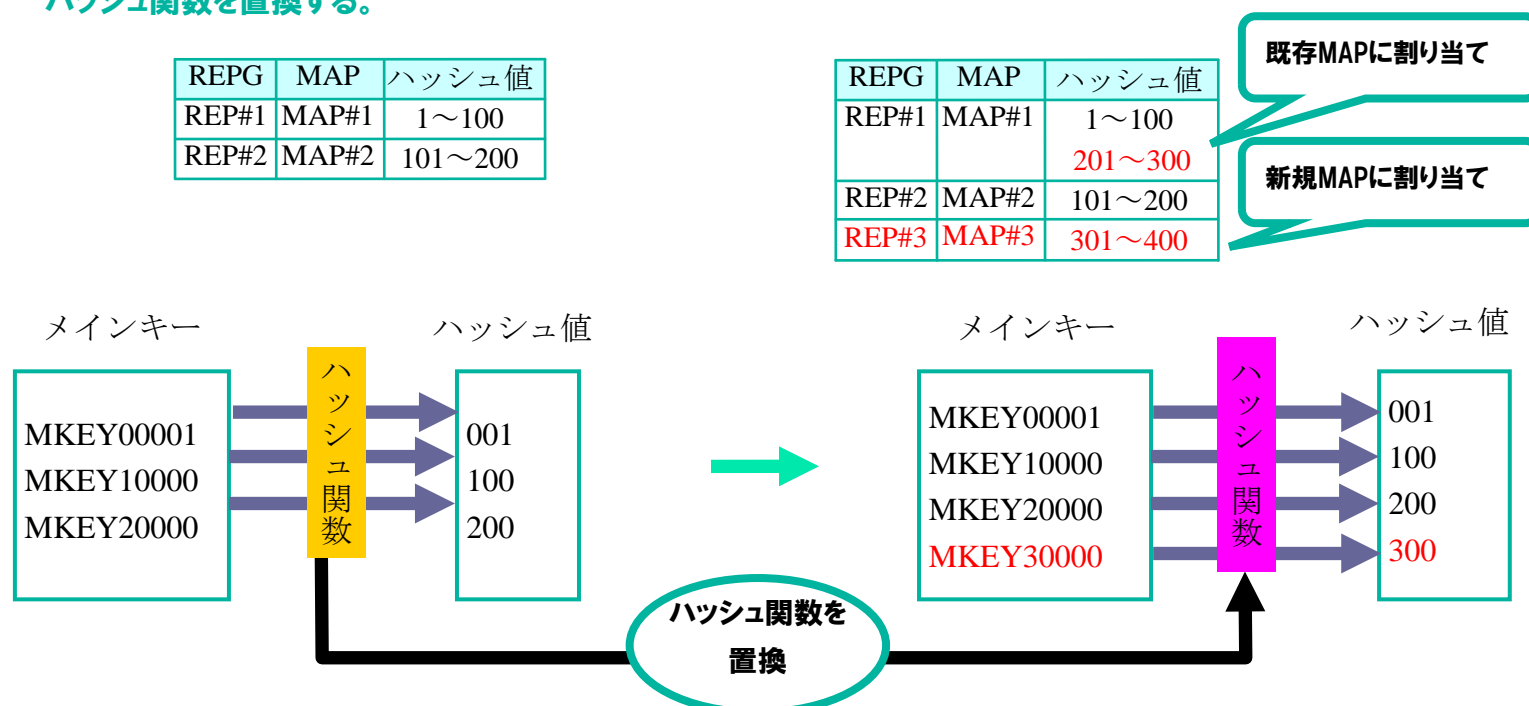 ハッシュ関数を置換する。
REPG MAP ハッシュ値
REP#1 MAP#1 1～100
REP#2 MAP#2 101～200
REPG MAP ハッシュ値
REP#1 MAP#1 1～100
201～300
REP#2 MAP#2 101～200
REP#3 MAP#3 301～400
既存MAPに割り当て
新規MAPに割り当て
メインキー
ハッシュ値
MKEY00001
MKEY10000
MKEY20000
ハッシュ関数
001
100
200
メインキー
ハッシュ値
MKEY00001
MKEY10000
MKEY20000
MKEY30000
ハッシュ関数
001
100
200
300
ハッシュ関数を
置換